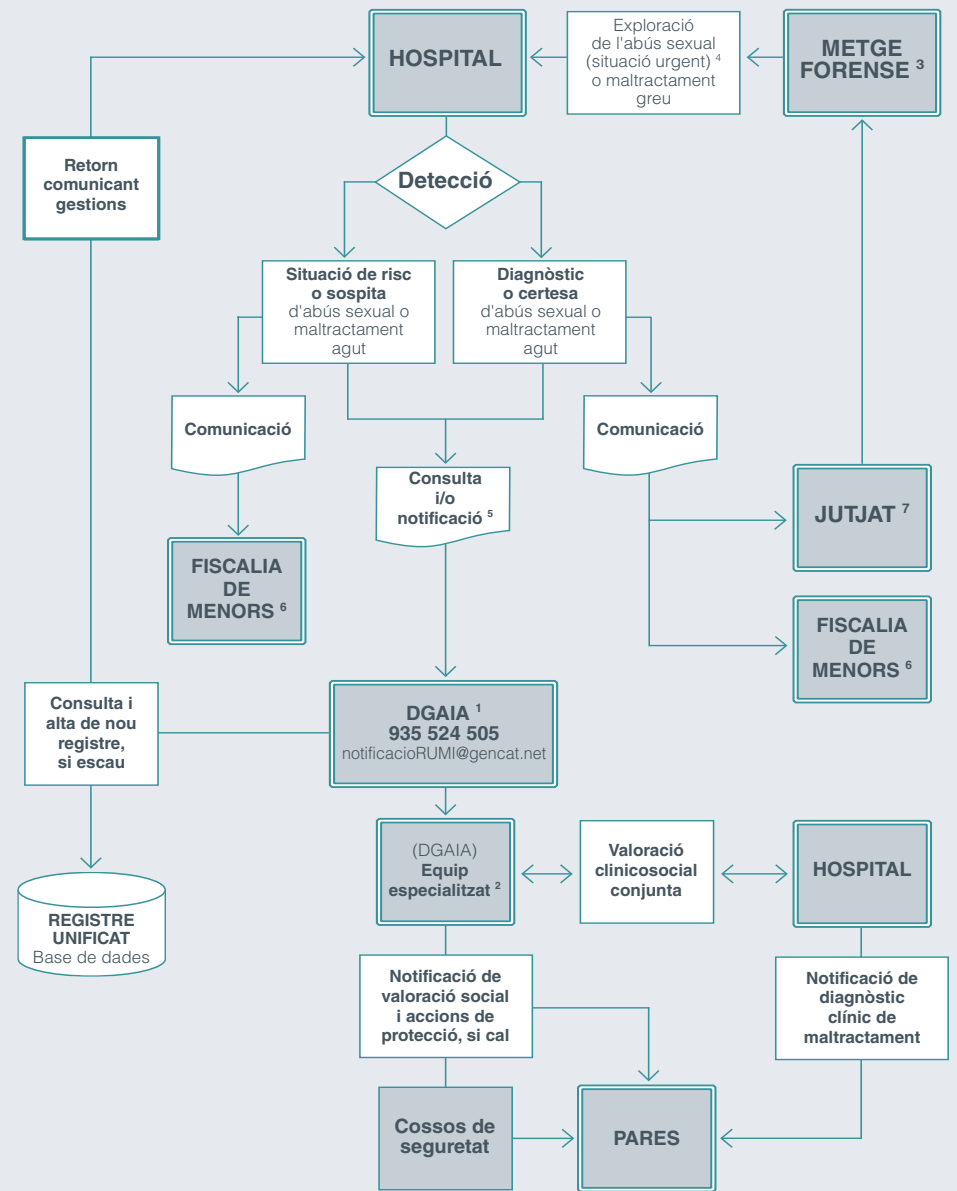 HOSPITAL
Exploració
de l'abús sexual
(situació urgent) ⁴
o maltractament
greu
METGE
FORENSE ³
Retorn
comunicant
gestions
Detecció
Situació de risc
o sospita
d'abús sexual o
maltractament
agut
Diagnòstic
o certesa
d'abús sexual o
maltractament
agut
Comunicació
Consulta
i/o
notificació ⁵
Comunicació
JUTJAT ⁷
FISCALIA
DE
MENORS ⁶
FISCALIA
DE
MENORS ⁶
Consulta i
alta de nou
registre,
si escau
DGAIA ¹
935 524 505
notificacioRUMI@gencat.net
(DGAIA)
Equip
especialitzat ²
Valoració
clinicosocial
conjunta
HOSPITAL
REGISTRE
UNIFICAT
Base de dades
Notificació de
valoració social
i accions de
protecció, si cal
Notificació de
diagnòstic
clínic de
maltractament
Cossos de
seguretat
PARES